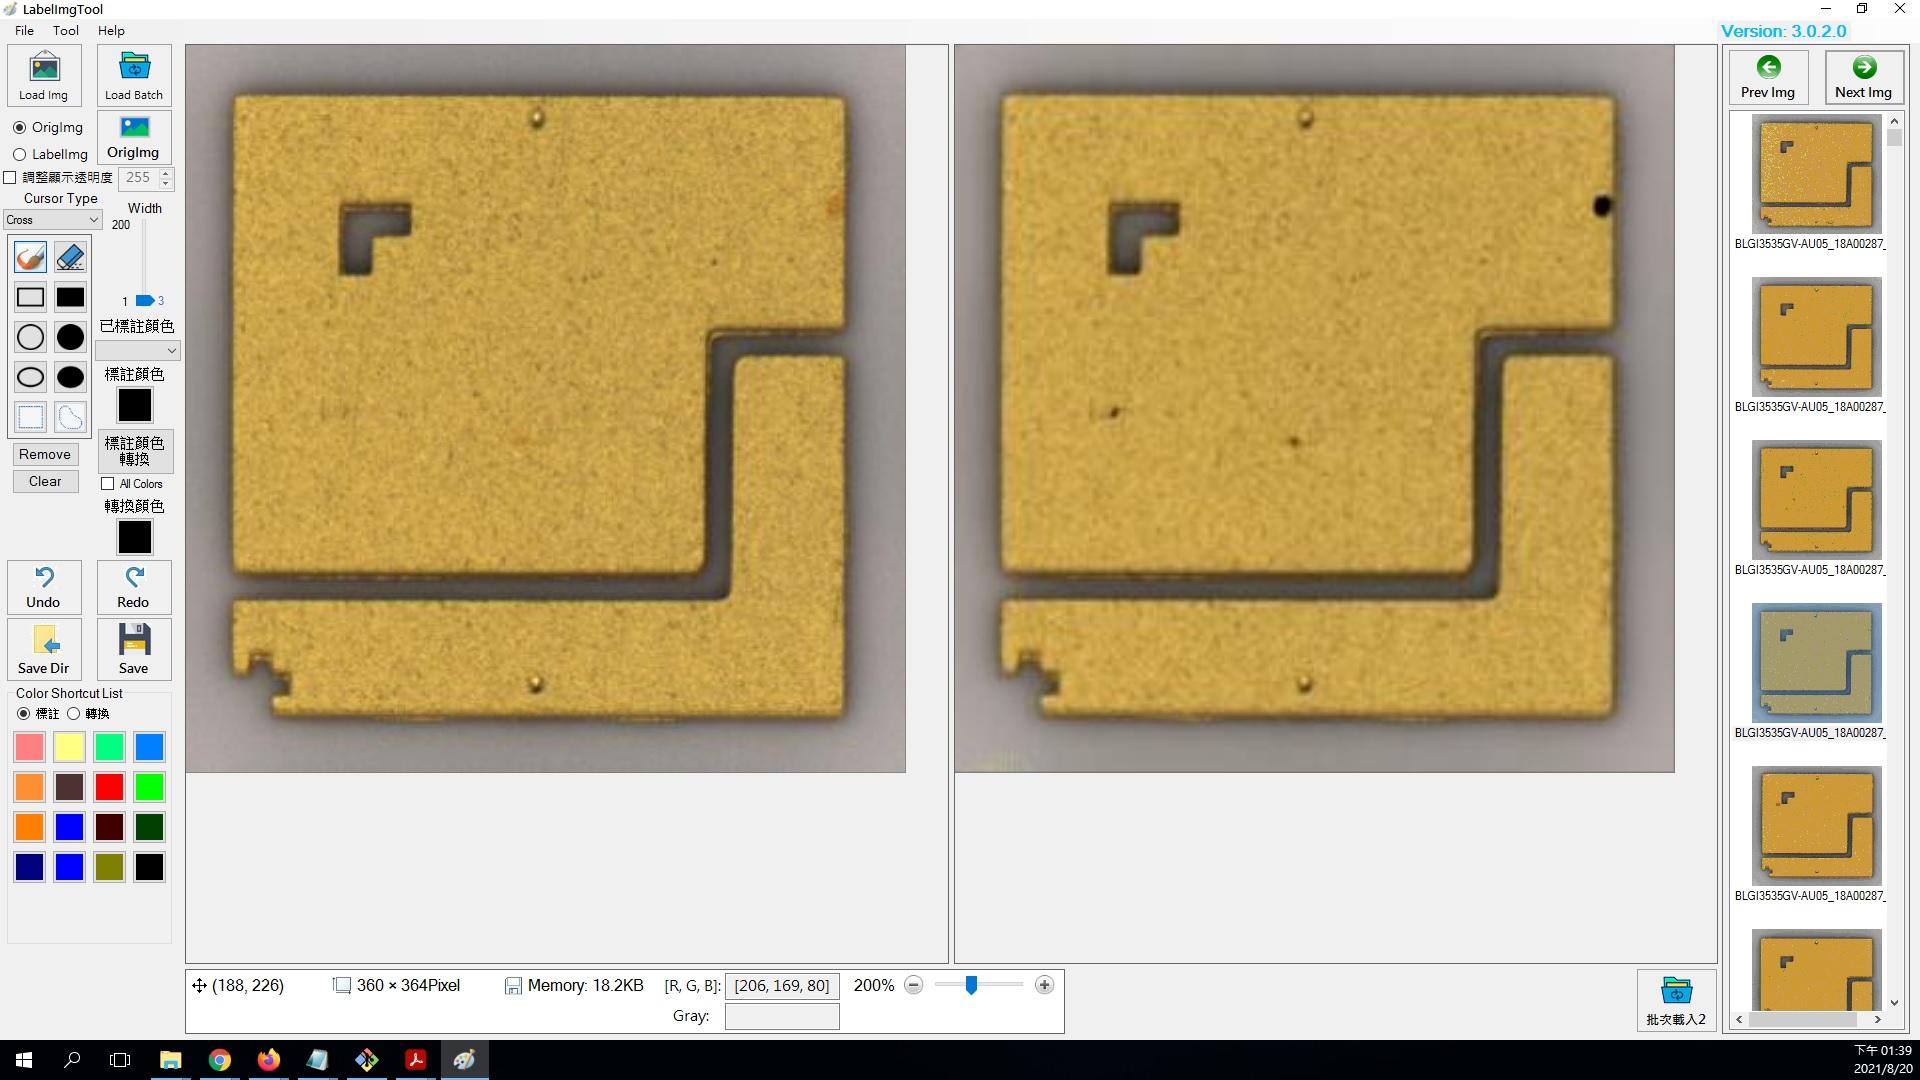 LabelImgTool
File Tool Help
Version: 3.0.2.0
Load Img
Load Batch
OrigImg
LabelImg
OrigImg
調整顯示透明度
255
Cursor Type
Cross
Width
200
1
3
已標註顏色
標註顏色
標註顏色
轉換
All Colors
轉換顏色
Remove
Clear
Undo
Redo
Save Dir
Save
Color Shortcut List
標註
轉換
Prev Img
Next Img
BLGI3535GV-AU05_18A00287_
BLGI3535GV-AU05_18A00287_
BLGI3535GV-AU05_18A00287_
BLGI3535GV-AU05_18A00287_
BLGI3535GV-AU05_18A00287_
(188, 226)
360 × 364Pixel
Memory: 18.2KB
[R, G, B]:
[206, 169, 80]
200%
Gray:
批次載入2
下午 01:39
2021/8/20